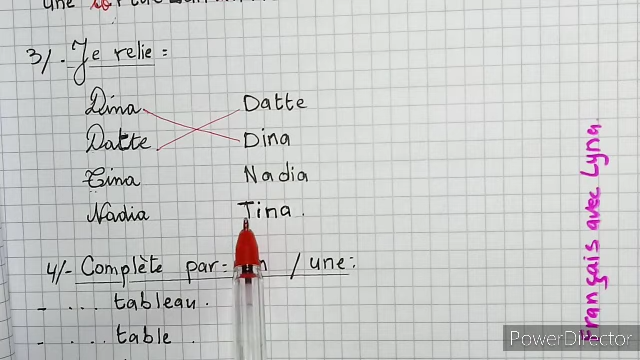 une
3/- Je relie :
Dina Datte
Datte Dina
Tina Nadia
Nadia Tina.
4/- Complète par: / une:
- ... tableau.
- ... table
Français avec Lyna
PowerDirector